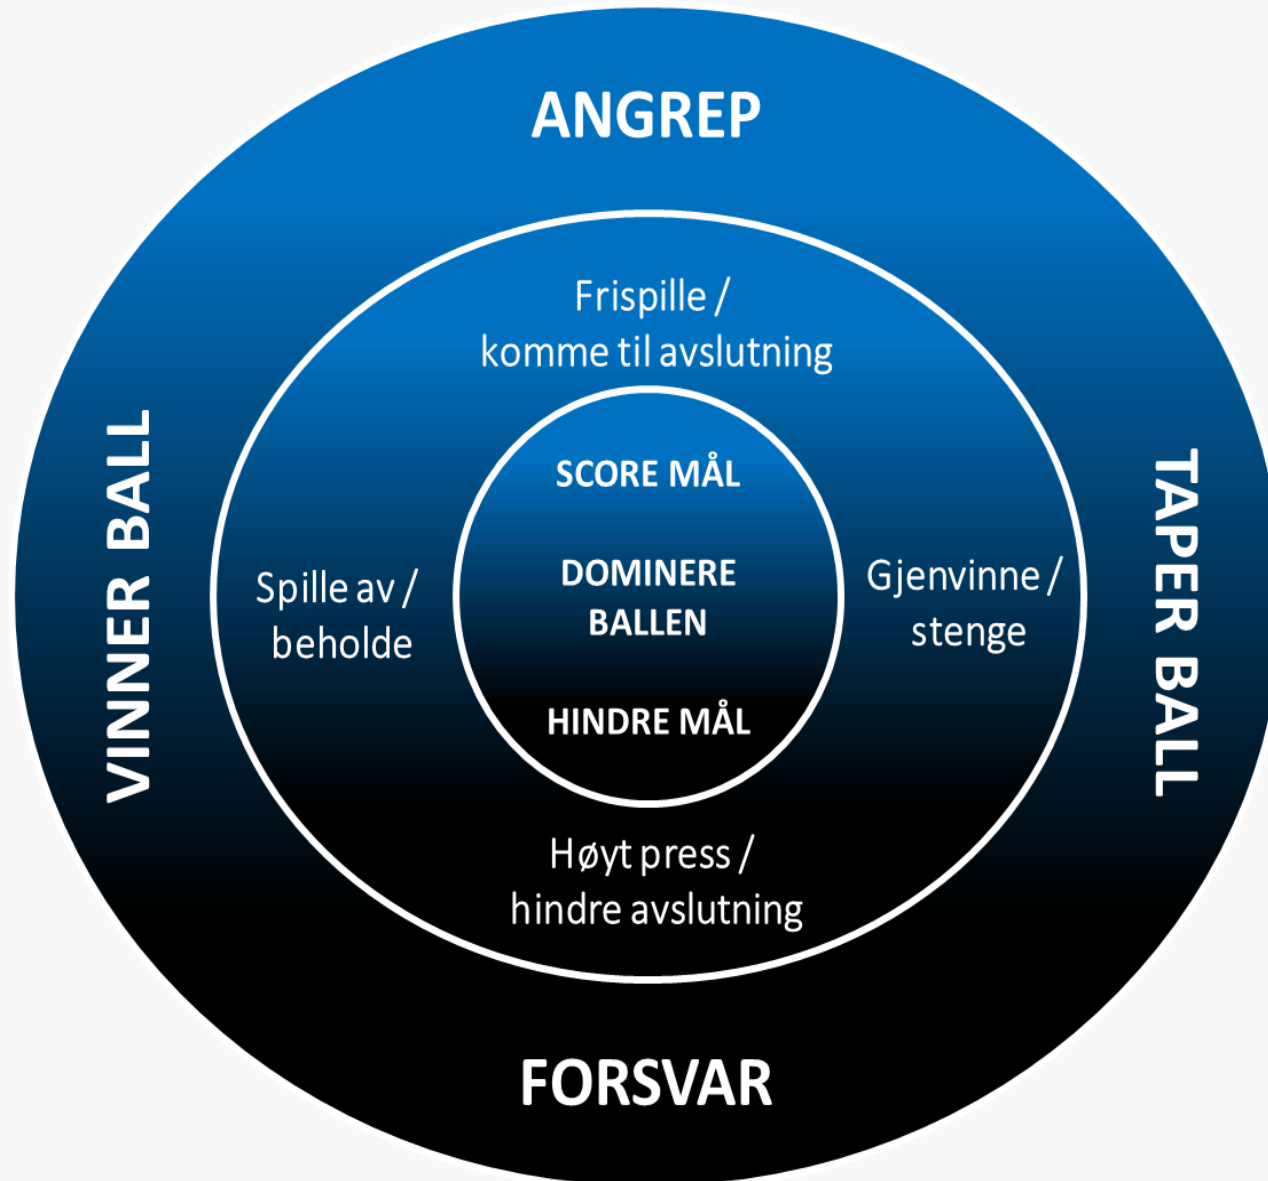 ANGREP
Frispille /
komme til avslutning
VINNER BALL
SCORE MÅL
DOMINERE
BALLEN
HINDRE MÅL
Spille av /
beholde
Gjenvinne /
stenge
TAPER BALL
Høyt press /
hindre avslutning
FORSVAR